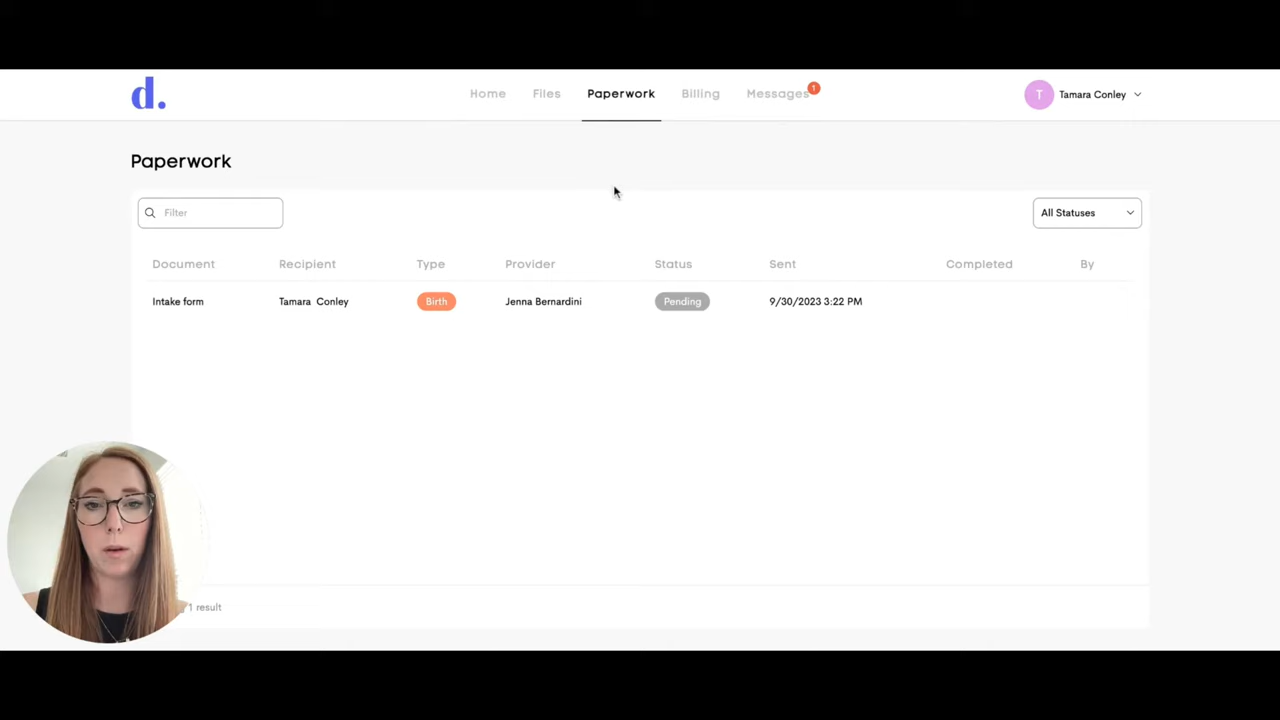 d.
Home Files Paperwork Billing Messages 1
T Tamara Conley
Paperwork
Filter
All Statuses
Document Recipient Type Provider Status Sent Completed By
Intake form Tamara Conley Birth Jenna Bernardini Pending 9/30/2023 3:22 PM
1 result